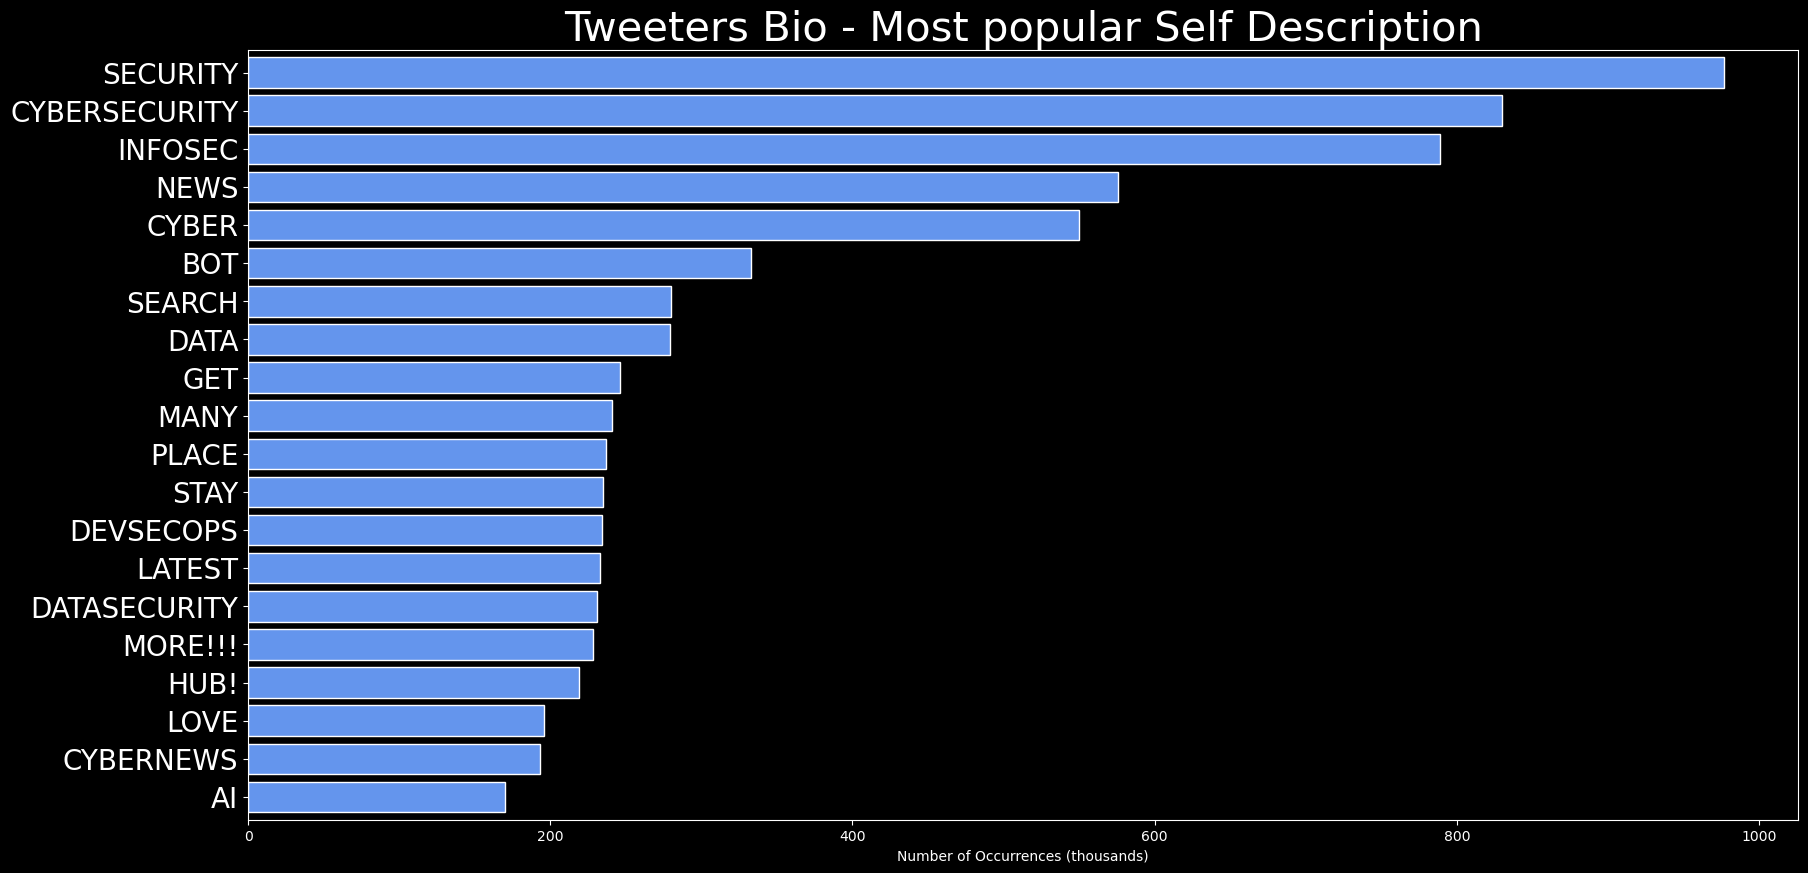 Tweeters Bio - Most popular Self Description
SECURITY
CYBERSECURITY
INFOSEC
NEWS
CYBER
BOT
SEARCH
DATA
GET
MANY
PLACE
STAY
DEVSECOPS
LATEST
DATASECURITY
MORE!!!
HUB!
LOVE
CYBERNEWS
AI
0 200 400 600 800 1000
Number of Occurrences (thousands)